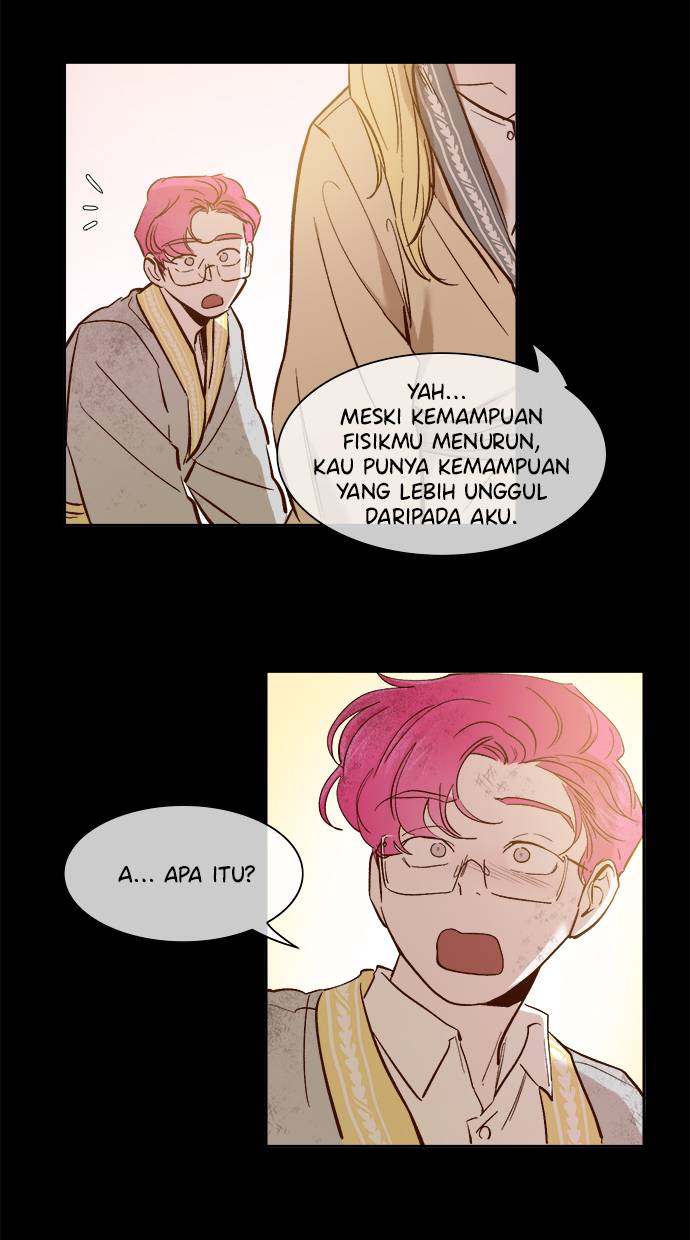 YAH...
MESKI KEMAMPUAN
FISIKMU MENURUN,
KAU PUNYA KEMAMPUAN
YANG LEBIH UNGGUL
DARIPADA AKU.
A... APA ITU?